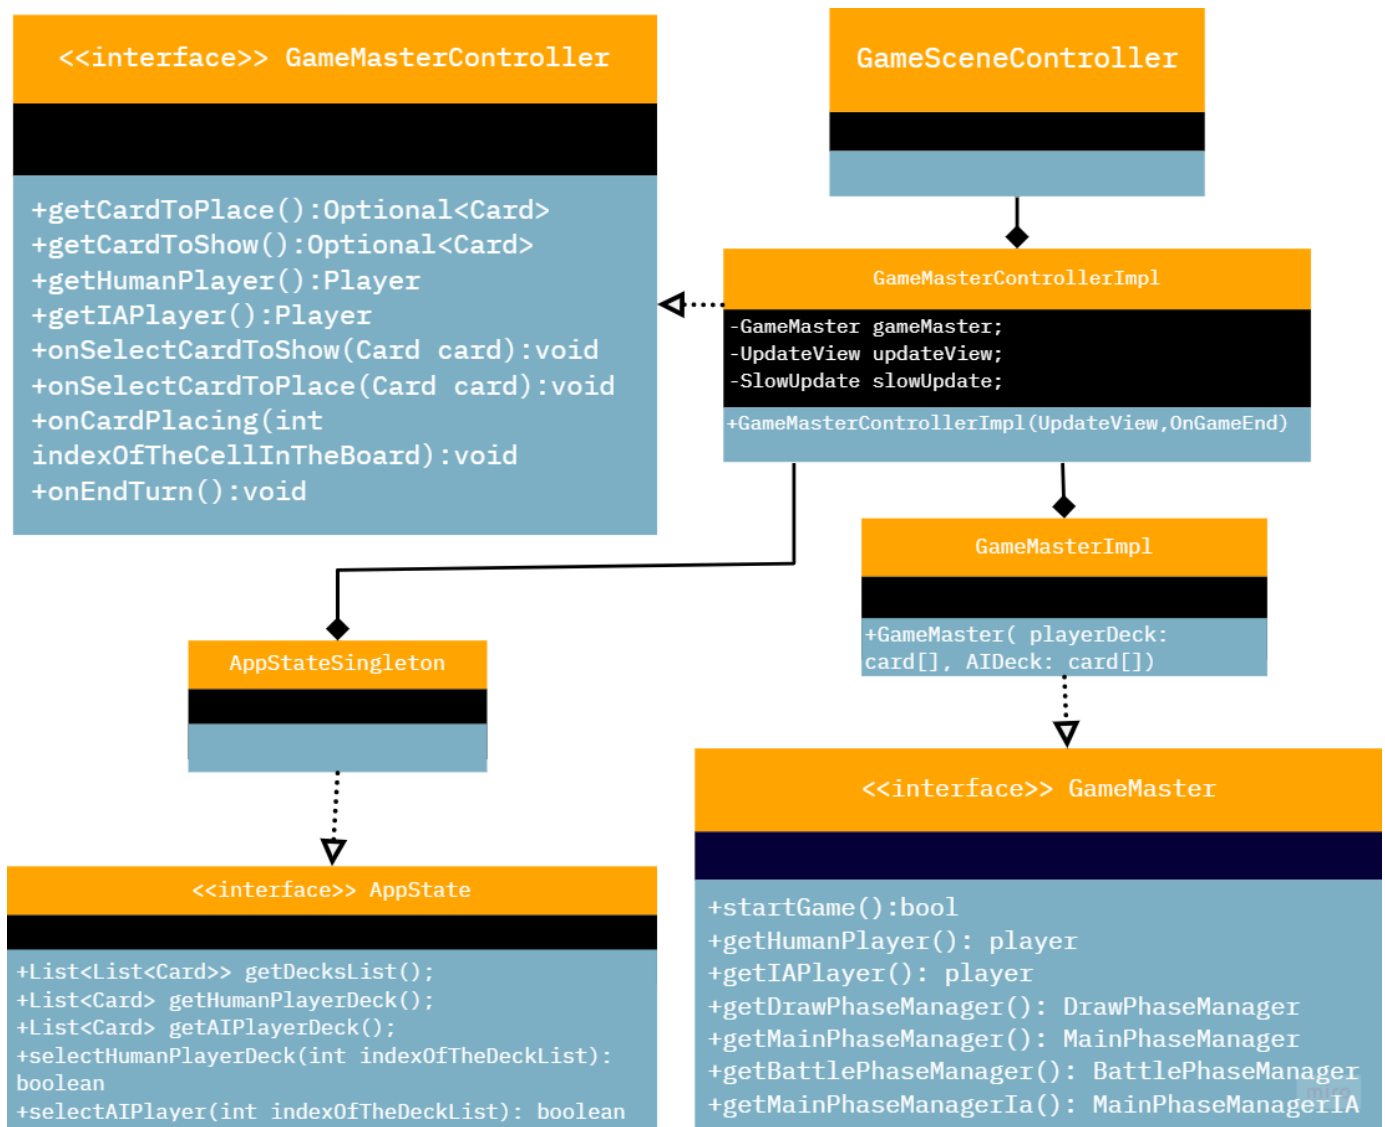 <<interface>> GameMasterController
+getCardToPlace():Optional<Card>
+getCardToShow():Optional<Card>
+getHumanPlayer():Player
+getIAPlayer():Player
+onSelectCardToShow(Card card):void
+onSelectCardToPlace(Card card):void
+onCardPlacing(int
indexOfTheCellInTheBoard):void
+onEndTurn():void
GameSceneController
GameMasterControllerImpl
-GameMaster gameMaster;
-UpdateView updateView;
-SlowUpdate slowUpdate;
+GameMasterControllerImpl(UpdateView,OnGameEnd)
GameMasterImpl
+GameMaster( playerDeck:
card[], AIDeck: card[])
AppStateSingleton
<<interface>> AppState
+List<List<Card>> getDecksList();
+List<Card> getHumanPlayerDeck();
+List<Card> getAIPlayerDeck();
+selectHumanPlayerDeck(int indexOfTheDeckList):
boolean
+selectAIPlayer(int indexOfTheDeckList): boolean
<<interface>> GameMaster
+startGame():bool
+getHumanPlayer(): player
+getIAPlayer(): player
+getDrawPhaseManager(): DrawPhaseManager
+getMainPhaseManager(): MainPhaseManager
+getBattlePhaseManager(): BattlePhaseManager
+getMainPhaseManagerIa(): MainPhaseManagerIA
miro